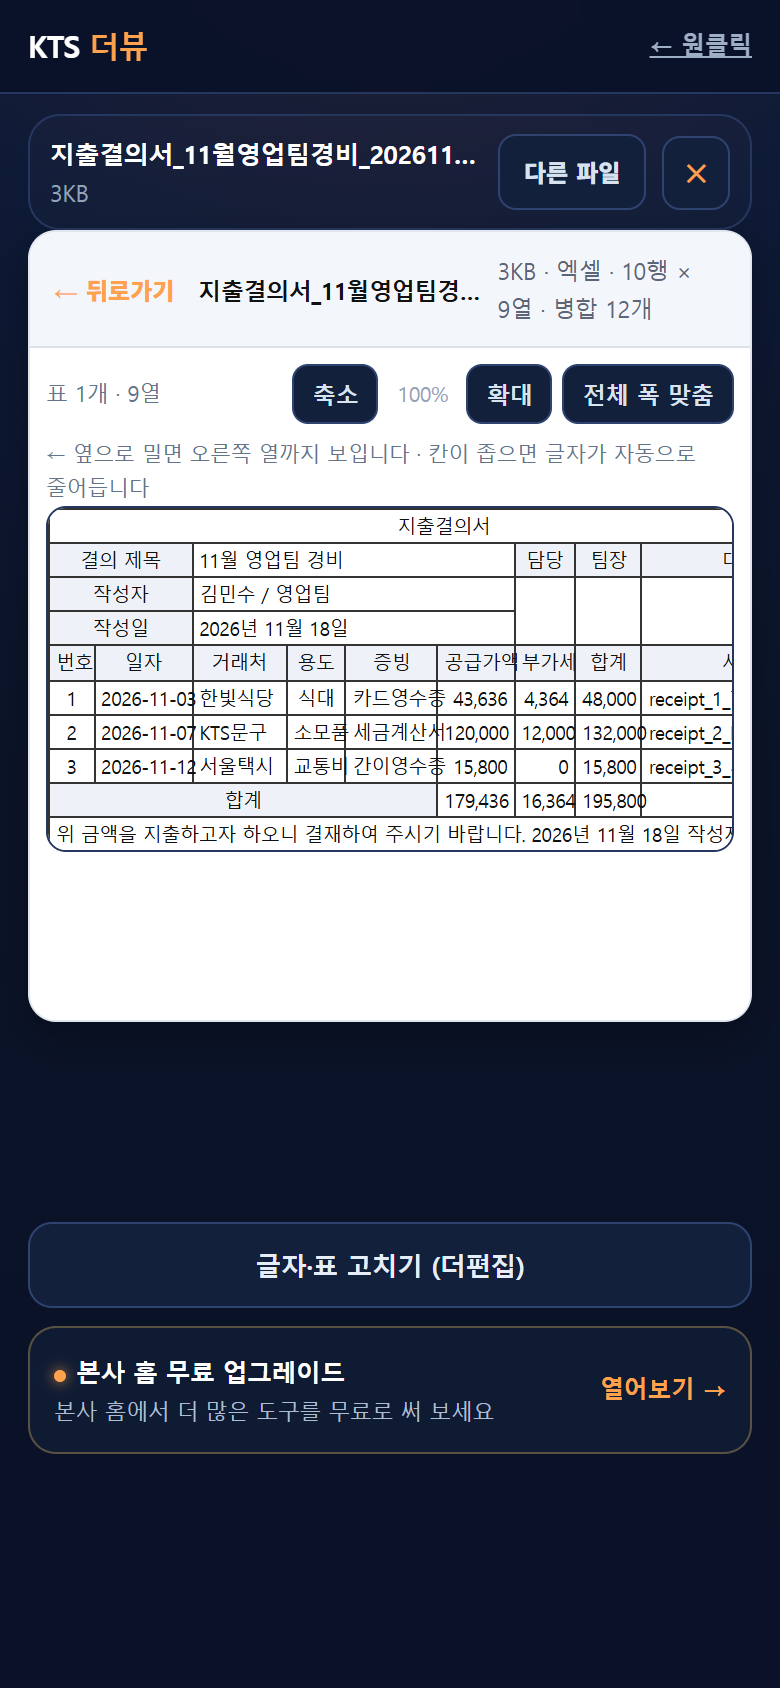 KTS 더뷰
← 원클릭
지출결의서_11월영업팀경비_202611...
3KB
다른 파일
×
← 뒤로가기
지출결의서_11월영업팀경...
3KB · 엑셀 · 10행 ×
9열 · 병합 12개
표 1개 · 9열
축소
100%
확대
전체 폭 맞춤
← 옆으로 밀면 오른쪽 열까지 보입니다 · 칸이 좁으면 글자가 자동으로
줄어듭니다
지출결의서
결의 제목 11월 영업팀 경비 담당 팀장
작성자 김민수 / 영업팀
작성일 2026년 11월 18일
번호 일자 거래처 용도 증빙 공급가액 부가세 합계
1 2026-11-03 한빛식당 식대 카드영수증 43,636 4,364 48,000 receipt_1_
2 2026-11-07 KTS문구 소모품 세금계산서 120,000 12,000 132,000 receipt_2_
3 2026-11-12 서울택시 교통비 간이영수증 15,800 0 15,800 receipt_3_
합계 179,436 16,364 195,800
위 금액을 지출하고자 하오니 결재하여 주시기 바랍니다. 2026년 11월 18일 작성자
글자·표 고치기 (더편집)
본사 홈 무료 업그레이드
본사 홈에서 더 많은 도구를 무료로 써 보세요
열어보기 →